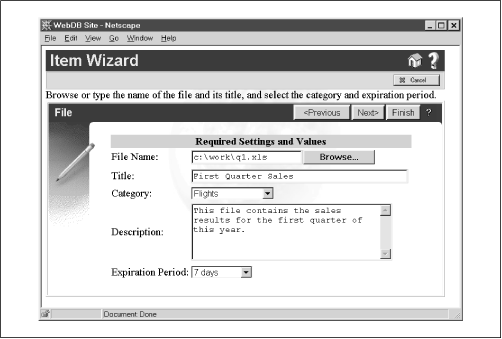 WebDB Site - Netscape
File Edit View Go Window Help
Item Wizard
Cancel
Browse or type the name of the file and its title, and select the category and expiration period.
File <Previous Next> Finish ?
Required Settings and Values
File Name: c:\work\q1.xls Browse...
Title: First Quarter Sales
Category: Flights
This file contains the sales
results for the first quarter of
Description: this year.
Expiration Period: 7 days
Document Done